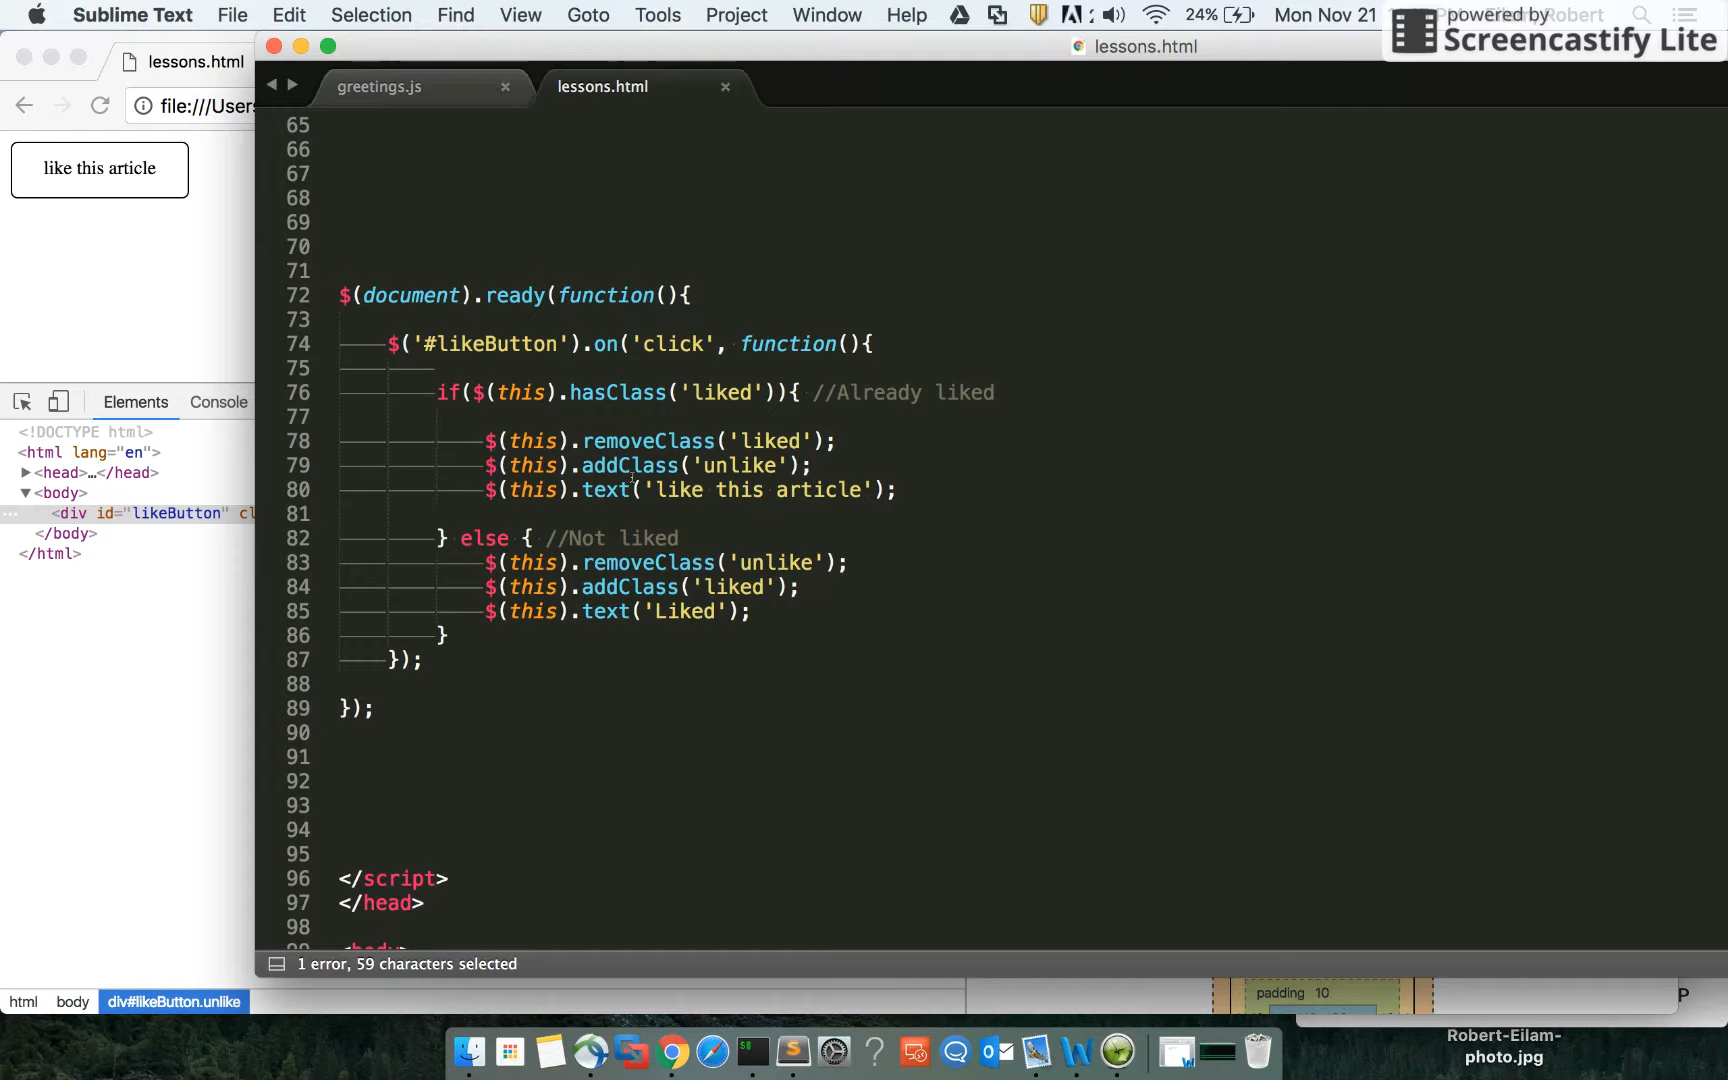 Sublime Text File Edit Selection Find View Goto Tools Project Window Help 24% Mon Nov 21 Eilam, Robert
powered by
Screencastify Lite
lessons.html
lessons.html
greetings.js × lessons.html ×
file:///Users
like this article
65
66
67
68
69
70
71
72 $(document).ready(function(){
73
74 $('#likeButton').on('click', function(){
75
76 if($(this).hasClass('liked')){ //Already liked
77
78 $(this).removeClass('liked');
79 $(this).addClass('unlike');
80 $(this).text('like this article');
81
82 } else { //Not liked
83 $(this).removeClass('unlike');
84 $(this).addClass('liked');
85 $(this).text('Liked');
86 }
87 });
88
89 });
90
91
92
93
94
95
96 </script>
97 </head>
98
99 <body>
Elements Console
<!DOCTYPE html>
<html lang="en">
<head>…</head>
<body>
<div id="likeButton" cl
</body>
</html>
1 error, 59 characters selected
html body div#likeButton.unlike
padding 10
P
Robert-Eilam-
photo.jpg